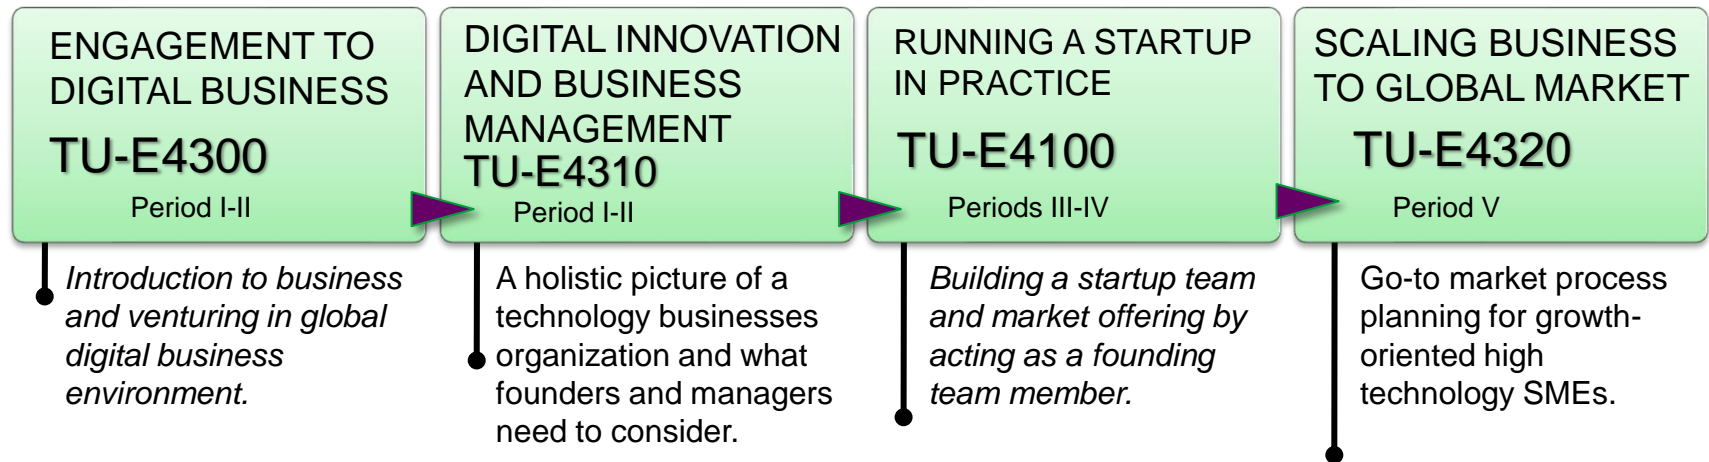 ENGAGEMENT TO
DIGITAL BUSINESS
TU-E4300
Period I-II
DIGITAL INNOVATION
AND BUSINESS
MANAGEMENT
TU-E4310
Period I-II
RUNNING A STARTUP
IN PRACTICE
TU-E4100
Periods III-IV
SCALING BUSINESS
TO GLOBAL MARKET
TU-E4320
Period V
Introduction to business
and venturing in global
digital business
environment.
A holistic picture of a
technology businesses
organization and what
founders and managers
need to consider.
Building a startup team
and market offering by
acting as a founding
team member.
Go-to market process
planning for growth-
oriented high
technology SMEs.